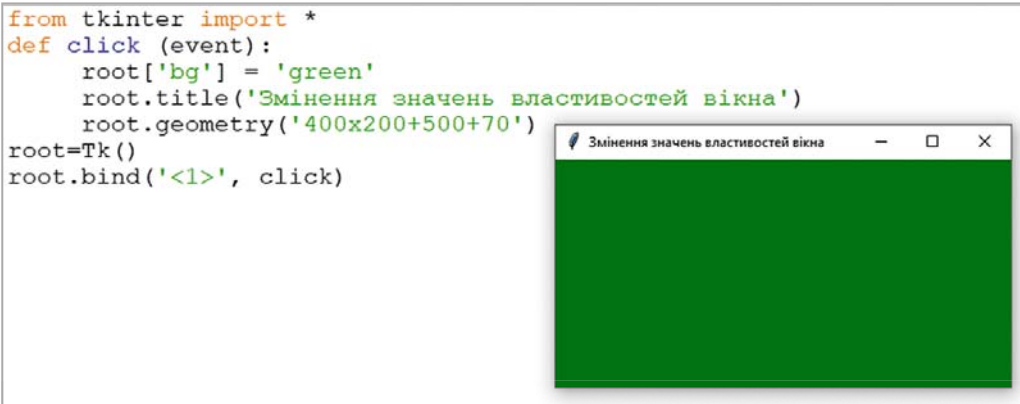 from tkinter import *
def click (event):
     root['bg'] = 'green'
     root.title('Змінення значень властивостей вікна')
     root.geometry('400x200+500+70')
root=Tk()
root.bind('<1>', click)
Змінення значень властивостей вікна